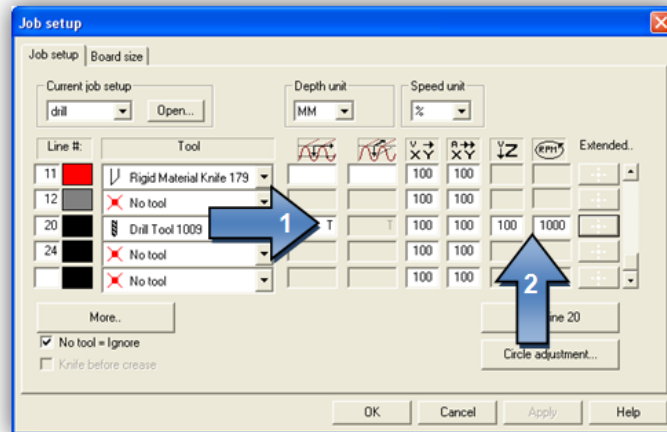 Job setup
Job setup Board size
Current job setup Depth unit Speed unit
drill Open... MM %
Line #: Tool V XY A XY V Z RPM Extended..
11 Rigid Material Knife 179 100 100
12 No tool 100 100
20 Drill Tool 1009 1 T T 100 100 100 1000
24 No tool 100 100
No tool 100 100 2
More.. ine 20
No tool = Ignore
Knife before crease Circle adjustment...
OK Cancel Apply Help